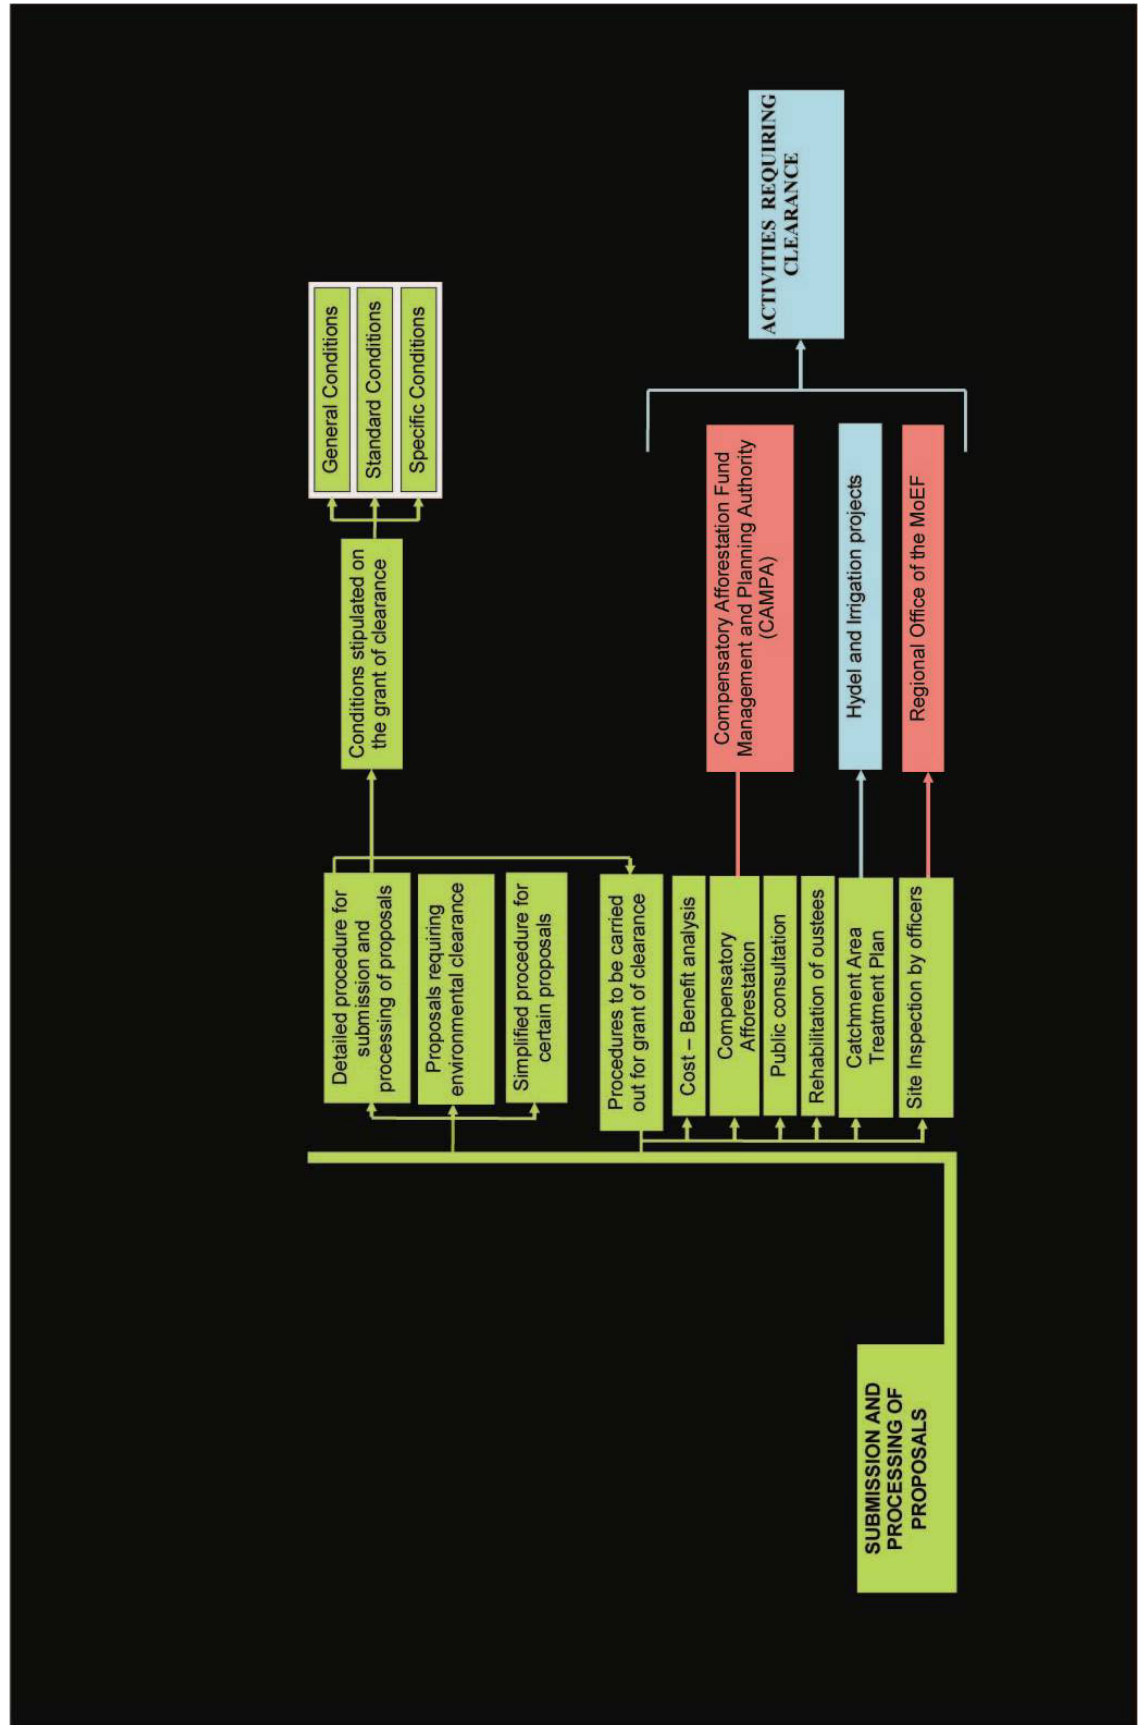 SUBMISSION AND
PROCESSING OF
PROPOSALS
Detailed procedure for
submission and
processing of proposals
Proposals requiring
environmental clearance
Simplified procedure for
certain proposals
Conditions stipulated on
the grant of clearance
General Conditions
Standard Conditions
Specific Conditions
Procedures to be carried
out for grant of clearance
Cost – Benefit analysis
Compensatory
Afforestation
Public consultation
Rehabilitation of oustees
Catchment Area
Treatment Plan
Site Inspection by officers
Compensatory Afforestation Fund
Management and Planning Authority
(CAMPA)
Hydel and Irrigation projects
Regional Office of the MoEF
ACTIVITIES REQUIRING
CLEARANCE